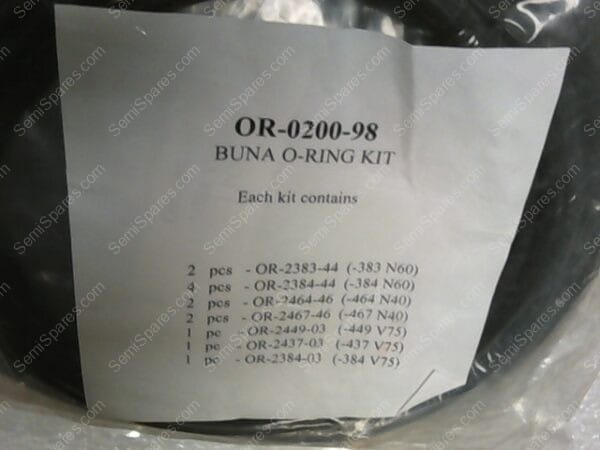 OR-0200-98
BUNA O-RING KIT
Each kit contains
2 pcs - OR-2383-44 (-383 N60)
4 pcs - OR-2384-44 (-384 N60)
2 pcs - OR-2464-46 (-464 N40)
2 pcs - OR-2467-46 (-467 N40)
1 pc - OR-2449-03 (-449 V75)
1 pc - OR-2437-03 (-437 V75)
1 pc - OR-2384-03 (-384 V75)
SemiSpares.com